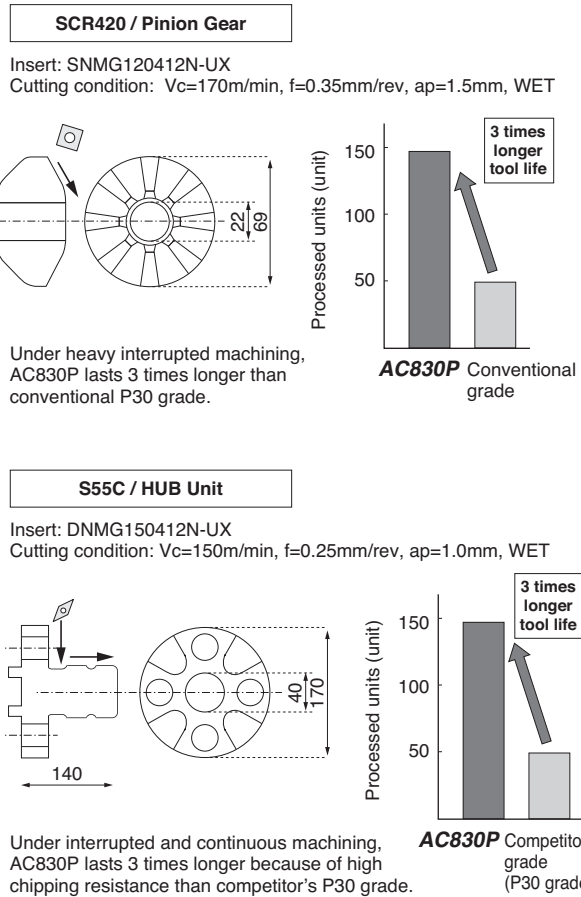 SCR420 / Pinion Gear
Insert: SNMG120412N-UX
Cutting condition: Vc=170m/min, f=0.35mm/rev, ap=1.5mm, WET
22
69
Processed units (unit)
150
100
50
3 times
longer
tool life
AC830P Conventional
grade
Under heavy interrupted machining,
AC830P lasts 3 times longer than
conventional P30 grade.
S55C / HUB Unit
Insert: DNMG150412N-UX
Cutting condition: Vc=150m/min, f=0.25mm/rev, ap=1.0mm, WET
140
40
170
Processed units (unit)
150
100
50
3 times
longer
tool life
AC830P Competito
grade
(P30 grade
Under interrupted and continuous machining,
AC830P lasts 3 times longer because of high
chipping resistance than competitor's P30 grade.